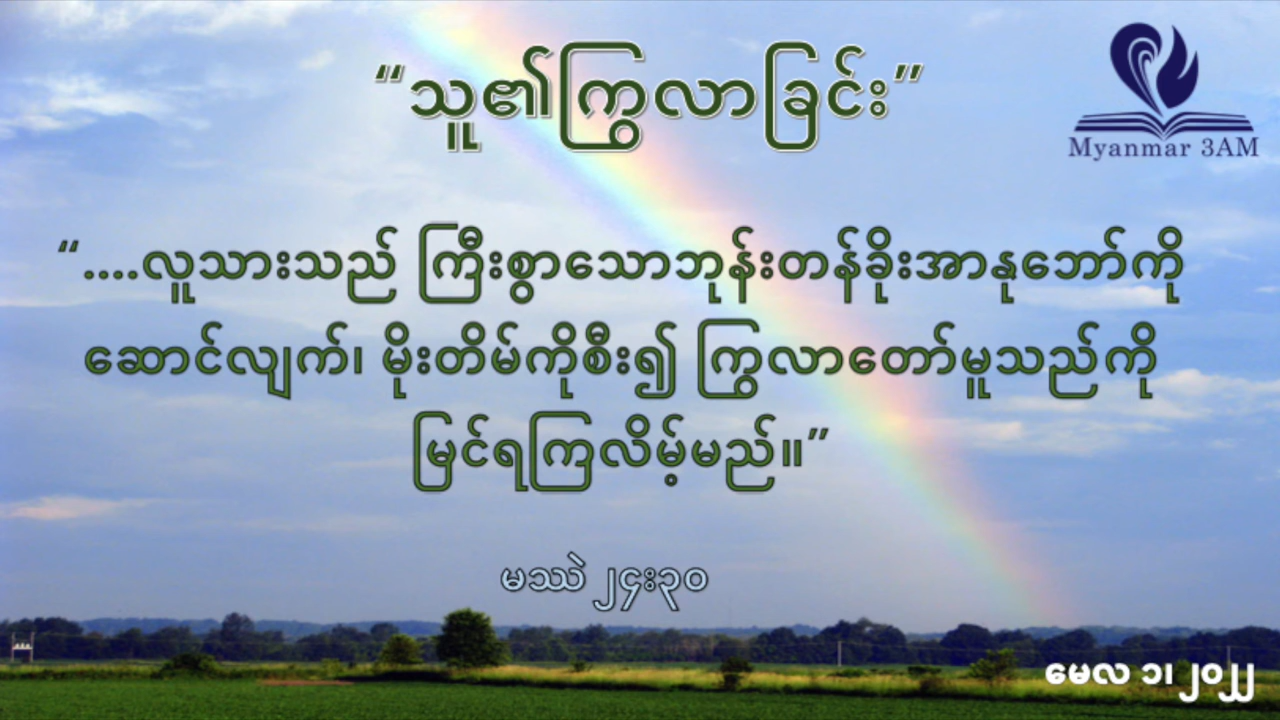 “သူ၏ကြွလာခြင်း”
Myanmar 3AM
“....လူသားသည် ကြီးစွာသောဘုန်းတန်ခိုးအာနုဘော်ကို
ဆောင်လျက်၊ မိုးတိမ်ကိုစီး၍ ကြွလာတော်မူသည်ကို
မြင်ရကြလိမ့်မည်။”
မဿဲ ၂၄း၃၀
မေလ ၁၊ ၂၀၂၂